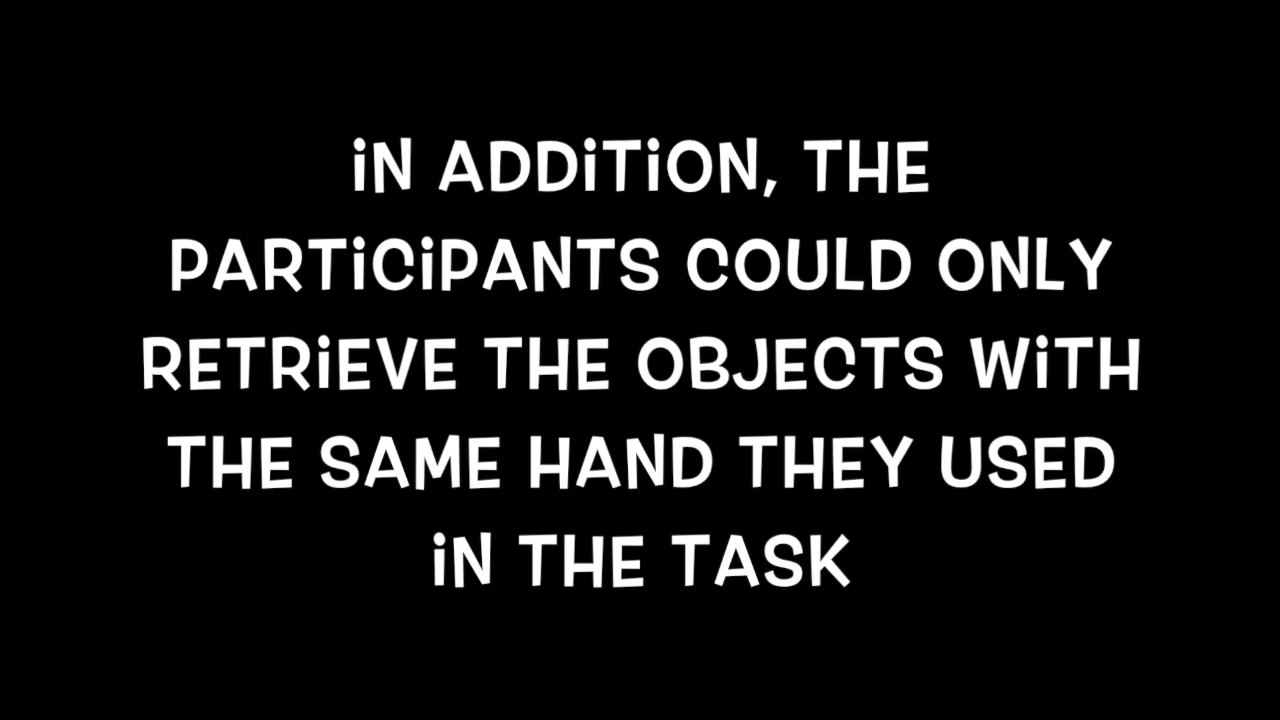 iN ADDiTiON, THE
PARTiCiPANTS COULD ONLY
RETRiEVE THE OBJECTS WiTH
THE SAME HAND THEY USED
iN THE TASK